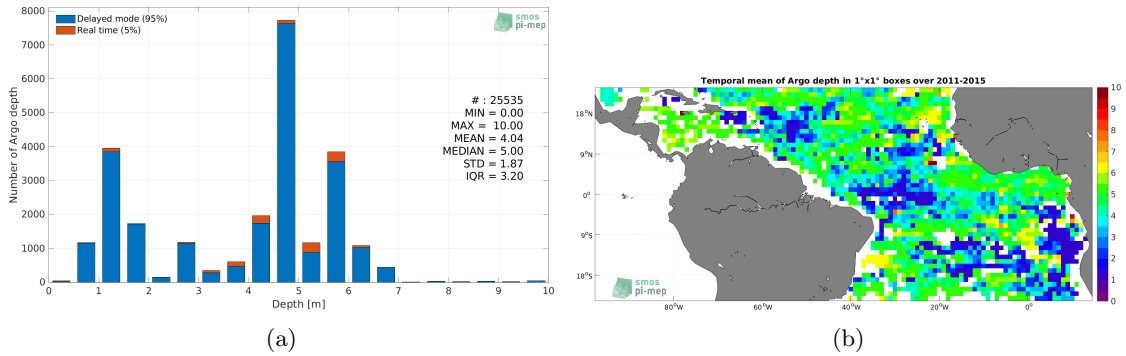 8000
7000
6000
5000
4000
3000
2000
1000
0
Number of Argo depth
Delayed mode (95%)
Real time (5%)
smos
pi-mep
# : 25535
MIN = 0.00
MAX = 10.00
MEAN = 4.04
MEDIAN = 5.00
STD = 1.87
IQR = 3.20
0 1 2 3 4 5 6 7 8 9 10
Depth [m]
(a)
Temporal mean of Argo depth in 1°x1° boxes over 2011-2015
18°N
9°N
0°
9°S
18°S
80°W 60°W 40°W 20°W 0°
smos
pi-mep
10
9
8
7
6
5
4
3
2
1
0
(b)